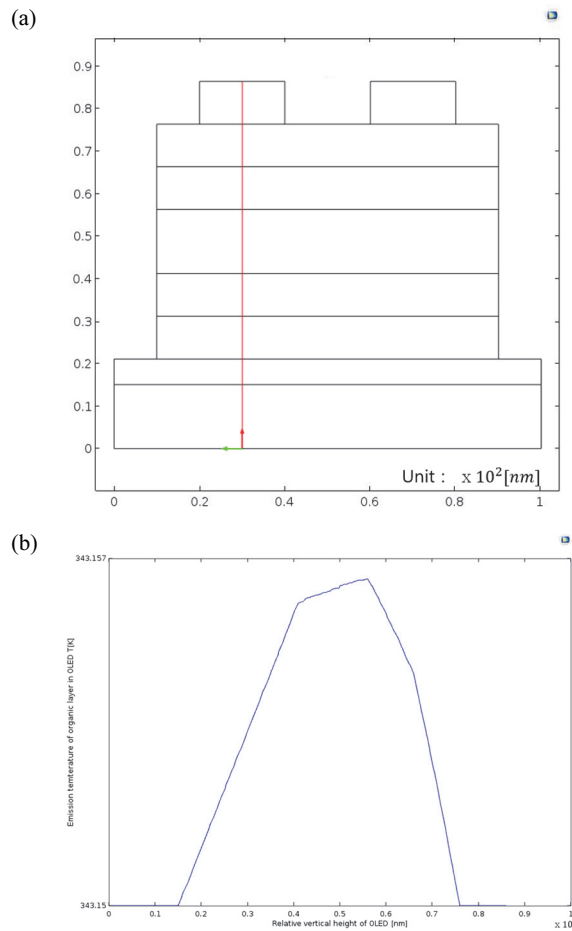 (a)
0.9
0.8
0.7
0.6
0.5
0.4
0.3
0.2
0.1
0
Unit : x 10²[nm]
0 0.2 0.4 0.6 0.8 1
(b)
343.157
Emission temterature of organic layer in OLED T[K]
343.15
0 0.1 0.2 0.3 0.4 0.5 0.6 0.7 0.8 0.9 1
Relative vertical height of OLED [nm]
x 10